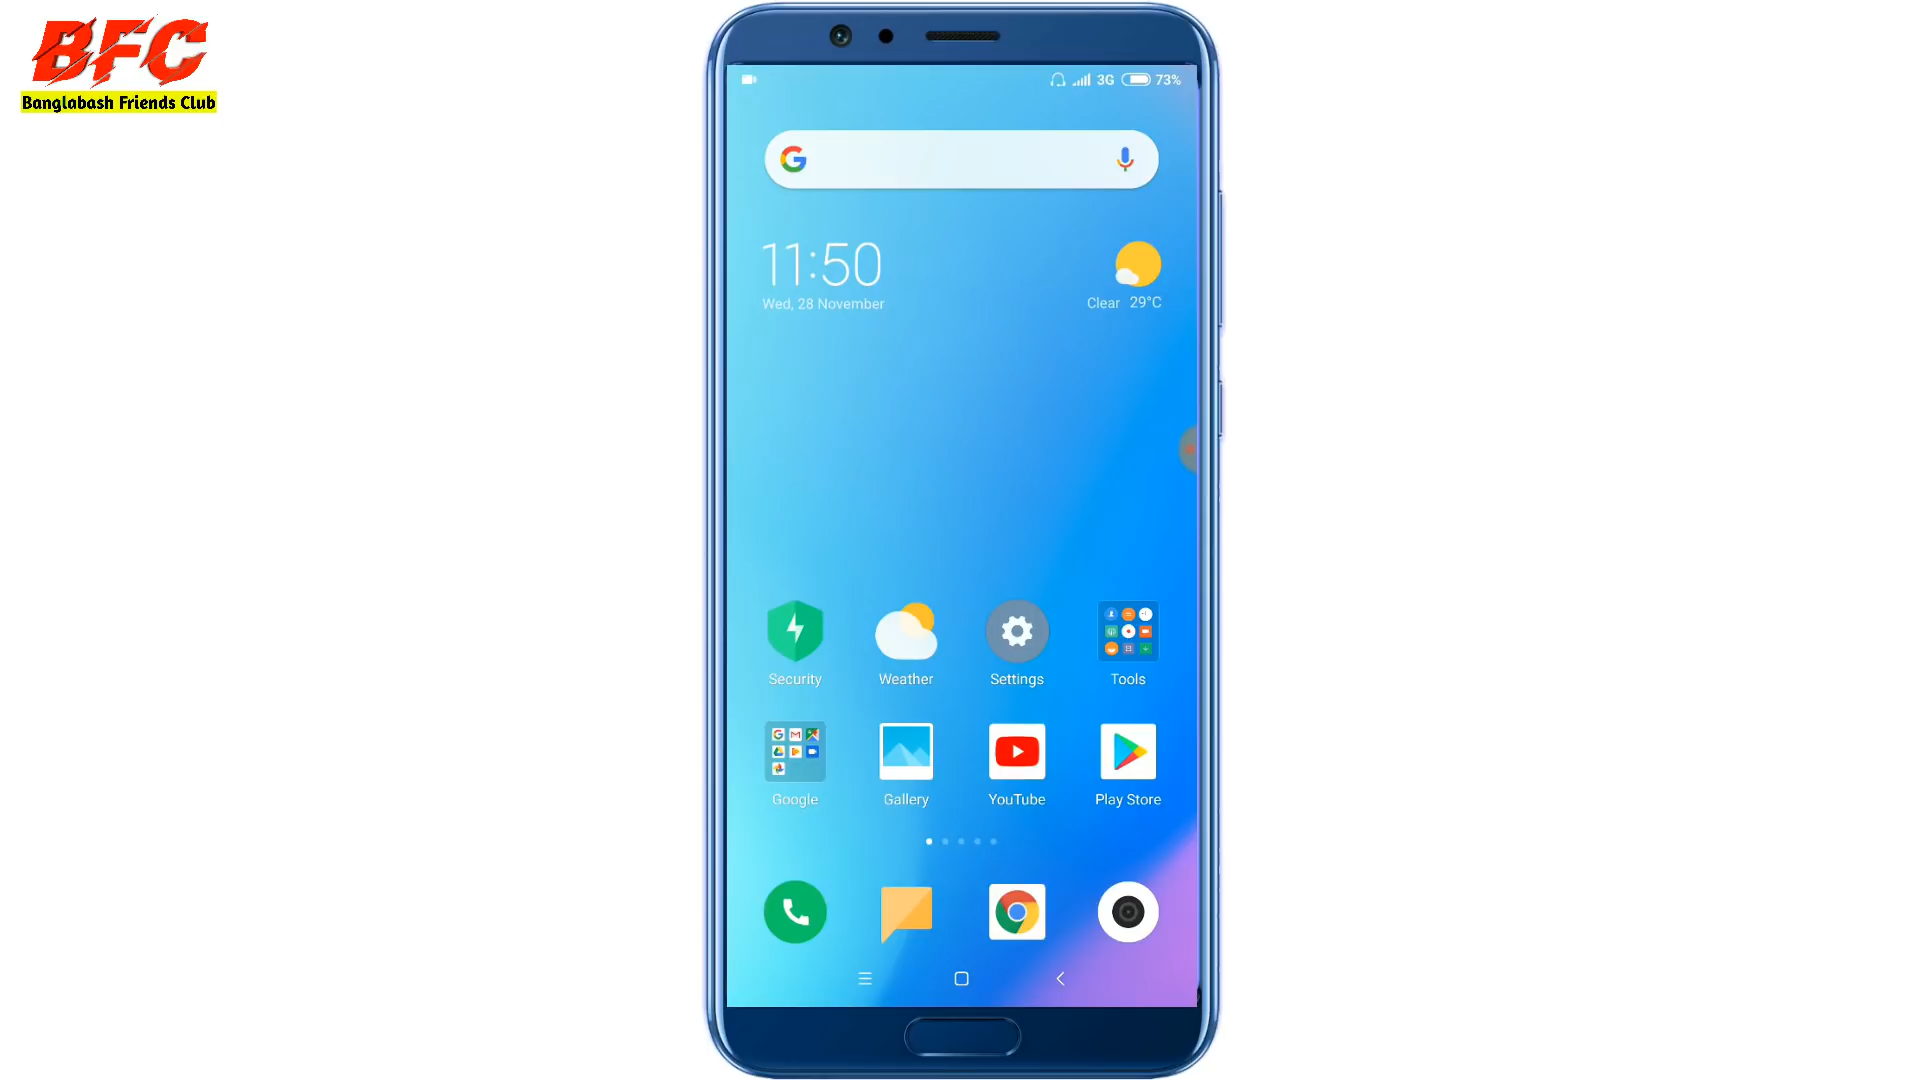 BFC
Banglabash Friends Club
3G 73%
11:50
Wed, 28 November
Clear 29°C
Security Weather Settings Tools
Google Gallery YouTube Play Store